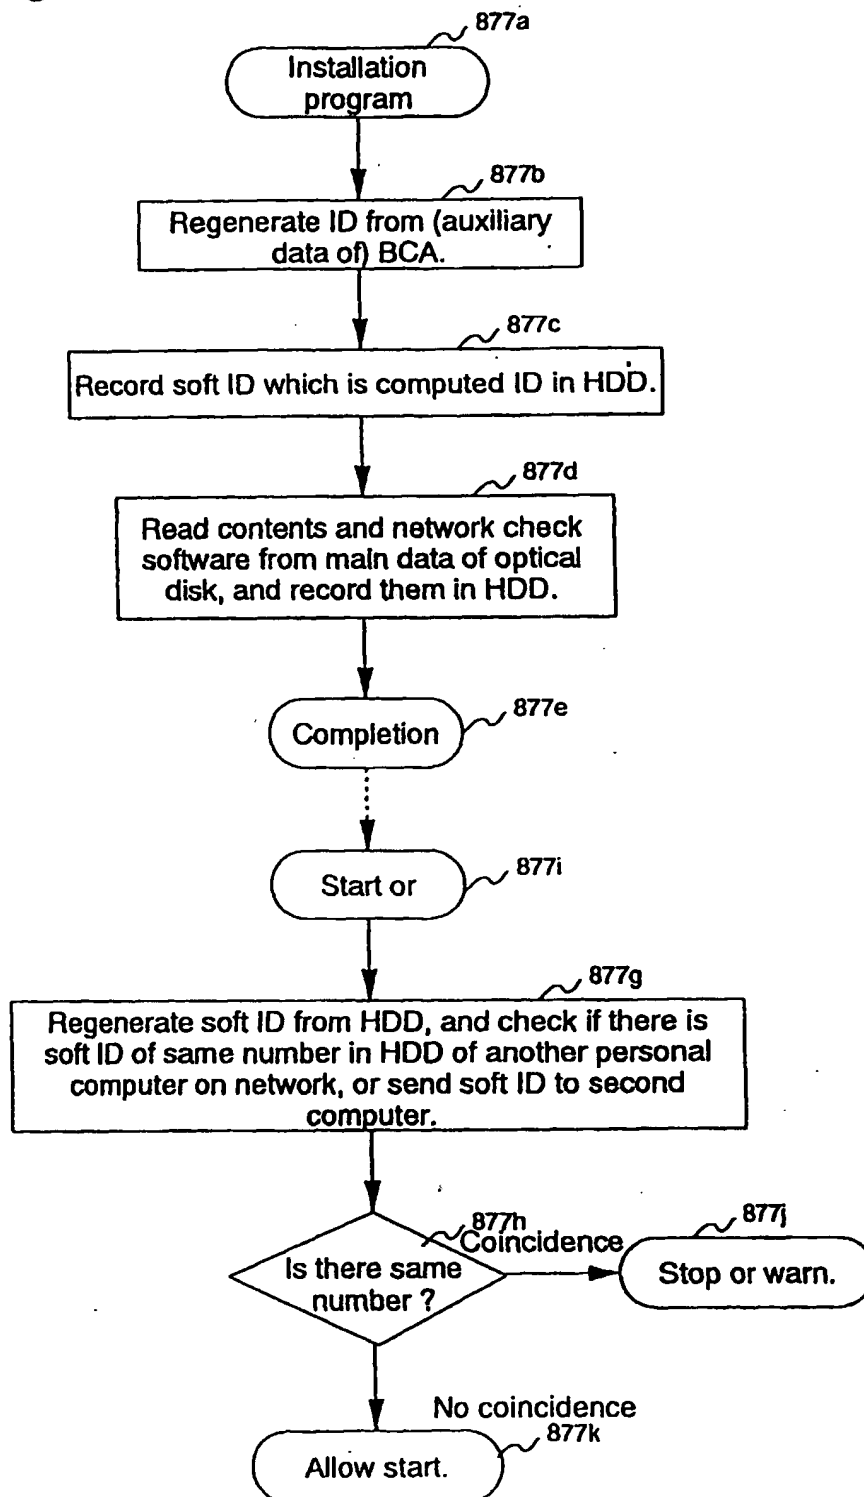 877a
Installation
program
877b
Regenerate ID from (auxiliary
data of) BCA.
877c
Record soft ID which is computed ID in HDD.
877d
Read contents and network check
software from main data of optical
disk, and record them in HDD.
877e
Completion
877i
Start or
877g
Regenerate soft ID from HDD, and check if there is
soft ID of same number in HDD of another personal
computer on network, or send soft ID to second
computer.
877h
Coincidence
877j
Is there same
number ?
Stop or warn.
No coincidence
877k
Allow start.